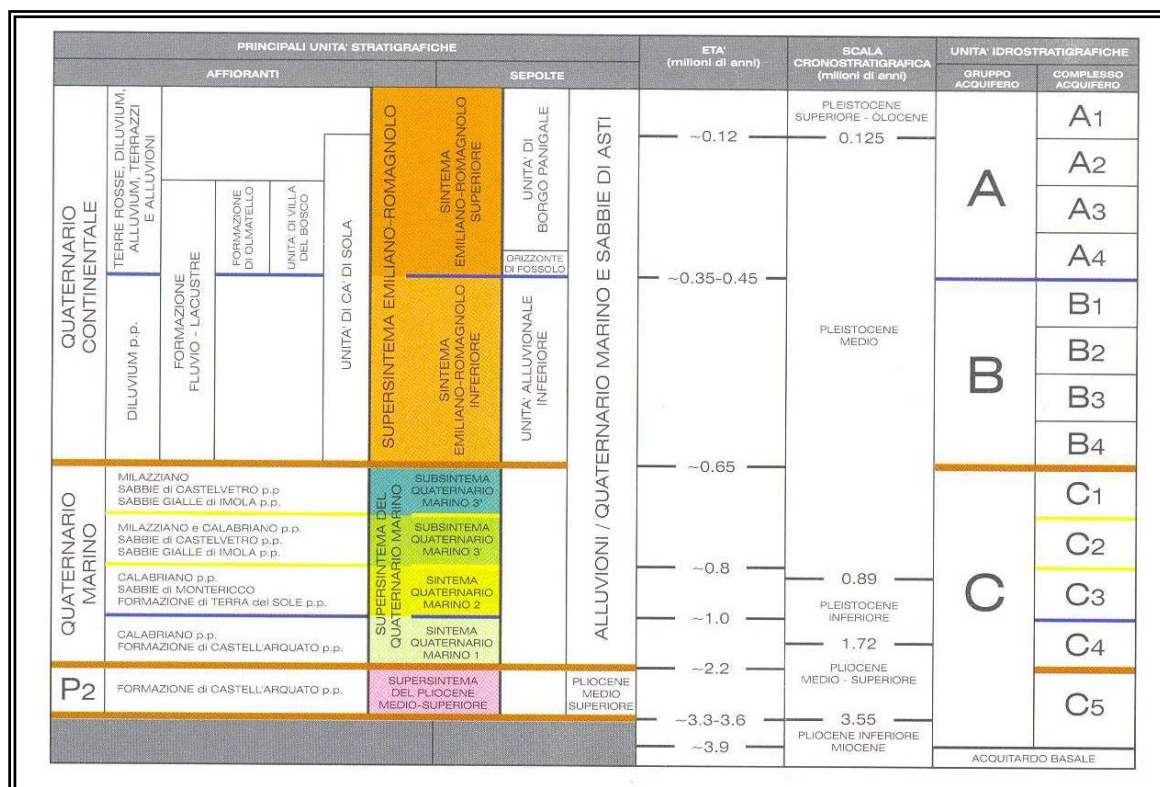 PRINCIPALI UNITA' STRATIGRAFICHE
ETA'
(milioni di anni)
SCALA
CRONOSTRATIGRAFICA
(milioni di anni)
UNITA' IDROSTRATIGRAFICHE
AFFIORANTI
SEPOLTE
GRUPPO
ACQUIFERO
COMPLESSO
ACQUIFERO
QUATERNARIO
CONTINENTALE
TERRE ROSSE, DILUVIUM,
ALLUVIUM, TERRAZZI
E ALLUVIONI
DILUVIUM p.p.
FORMAZIONE
FLUVIO - LACUSTRE
FORMAZIONE
DI OLMATELLO
UNITA' DI VILLA
DEL BOSCO
UNITA' DI CA' DI SOLA
SUPERSINTEMA EMILIANO-ROMAGNOLO
SINTEMA
EMILIANO-ROMAGNOLO
SUPERIORE
SINTEMA
EMILIANO-ROMAGNOLO
INFERIORE
UNITA' DI
BORGO PANIGALE
ORIZZONTE
DI FOSSOLO
UNITA' ALLUVIONALE
INFERIORE
ALLUVIONI / QUATERNARIO MARINO E SABBIE DI ASTI
QUATERNARIO
MARINO
MILAZZIANO
SABBIE di CASTELVETRO p.p
SABBIE GIALLE di IMOLA p.p.
MILAZZIANO e CALABRIANO p.p.
SABBIE di CASTELVETRO p.p.
SABBIE GIALLE di IMOLA p.p.
CALABRIANO p.p.
SABBIE di MONTERICCO
FORMAZIONE di TERRA del SOLE p.p.
CALABRIANO p.p.
FORMAZIONE di CASTELL'ARQUATO p.p.
SUPERSINTEMA DEL
QUATERNARIO MARINO
SUBSINTEMA
QUATERNARIO
MARINO 3"
SUBSINTEMA
QUATERNARIO
MARINO 3'
SINTEMA
QUATERNARIO
MARINO 2
SINTEMA
QUATERNARIO
MARINO 1
P2
FORMAZIONE di CASTELL'ARQUATO p.p.
SUPERSINTEMA
DEL PLIOCENE
MEDIO-SUPERIORE
PLIOCENE
MEDIO
SUPERIORE
~0.12
~0.35-0.45
~0.65
~0.8
~1.0
~2.2
~3.3-3.6
~3.9
PLEISTOCENE
SUPERIORE - OLOCENE
0.125
PLEISTOCENE
MEDIO
0.89
PLEISTOCENE
INFERIORE
1.72
PLIOCENE
MEDIO - SUPERIORE
3.55
PLIOCENE INFERIORE
MIOCENE
A
B
C
A1
A2
A3
A4
B1
B2
B3
B4
C1
C2
C3
C4
C5
ACQUITARDO BASALE